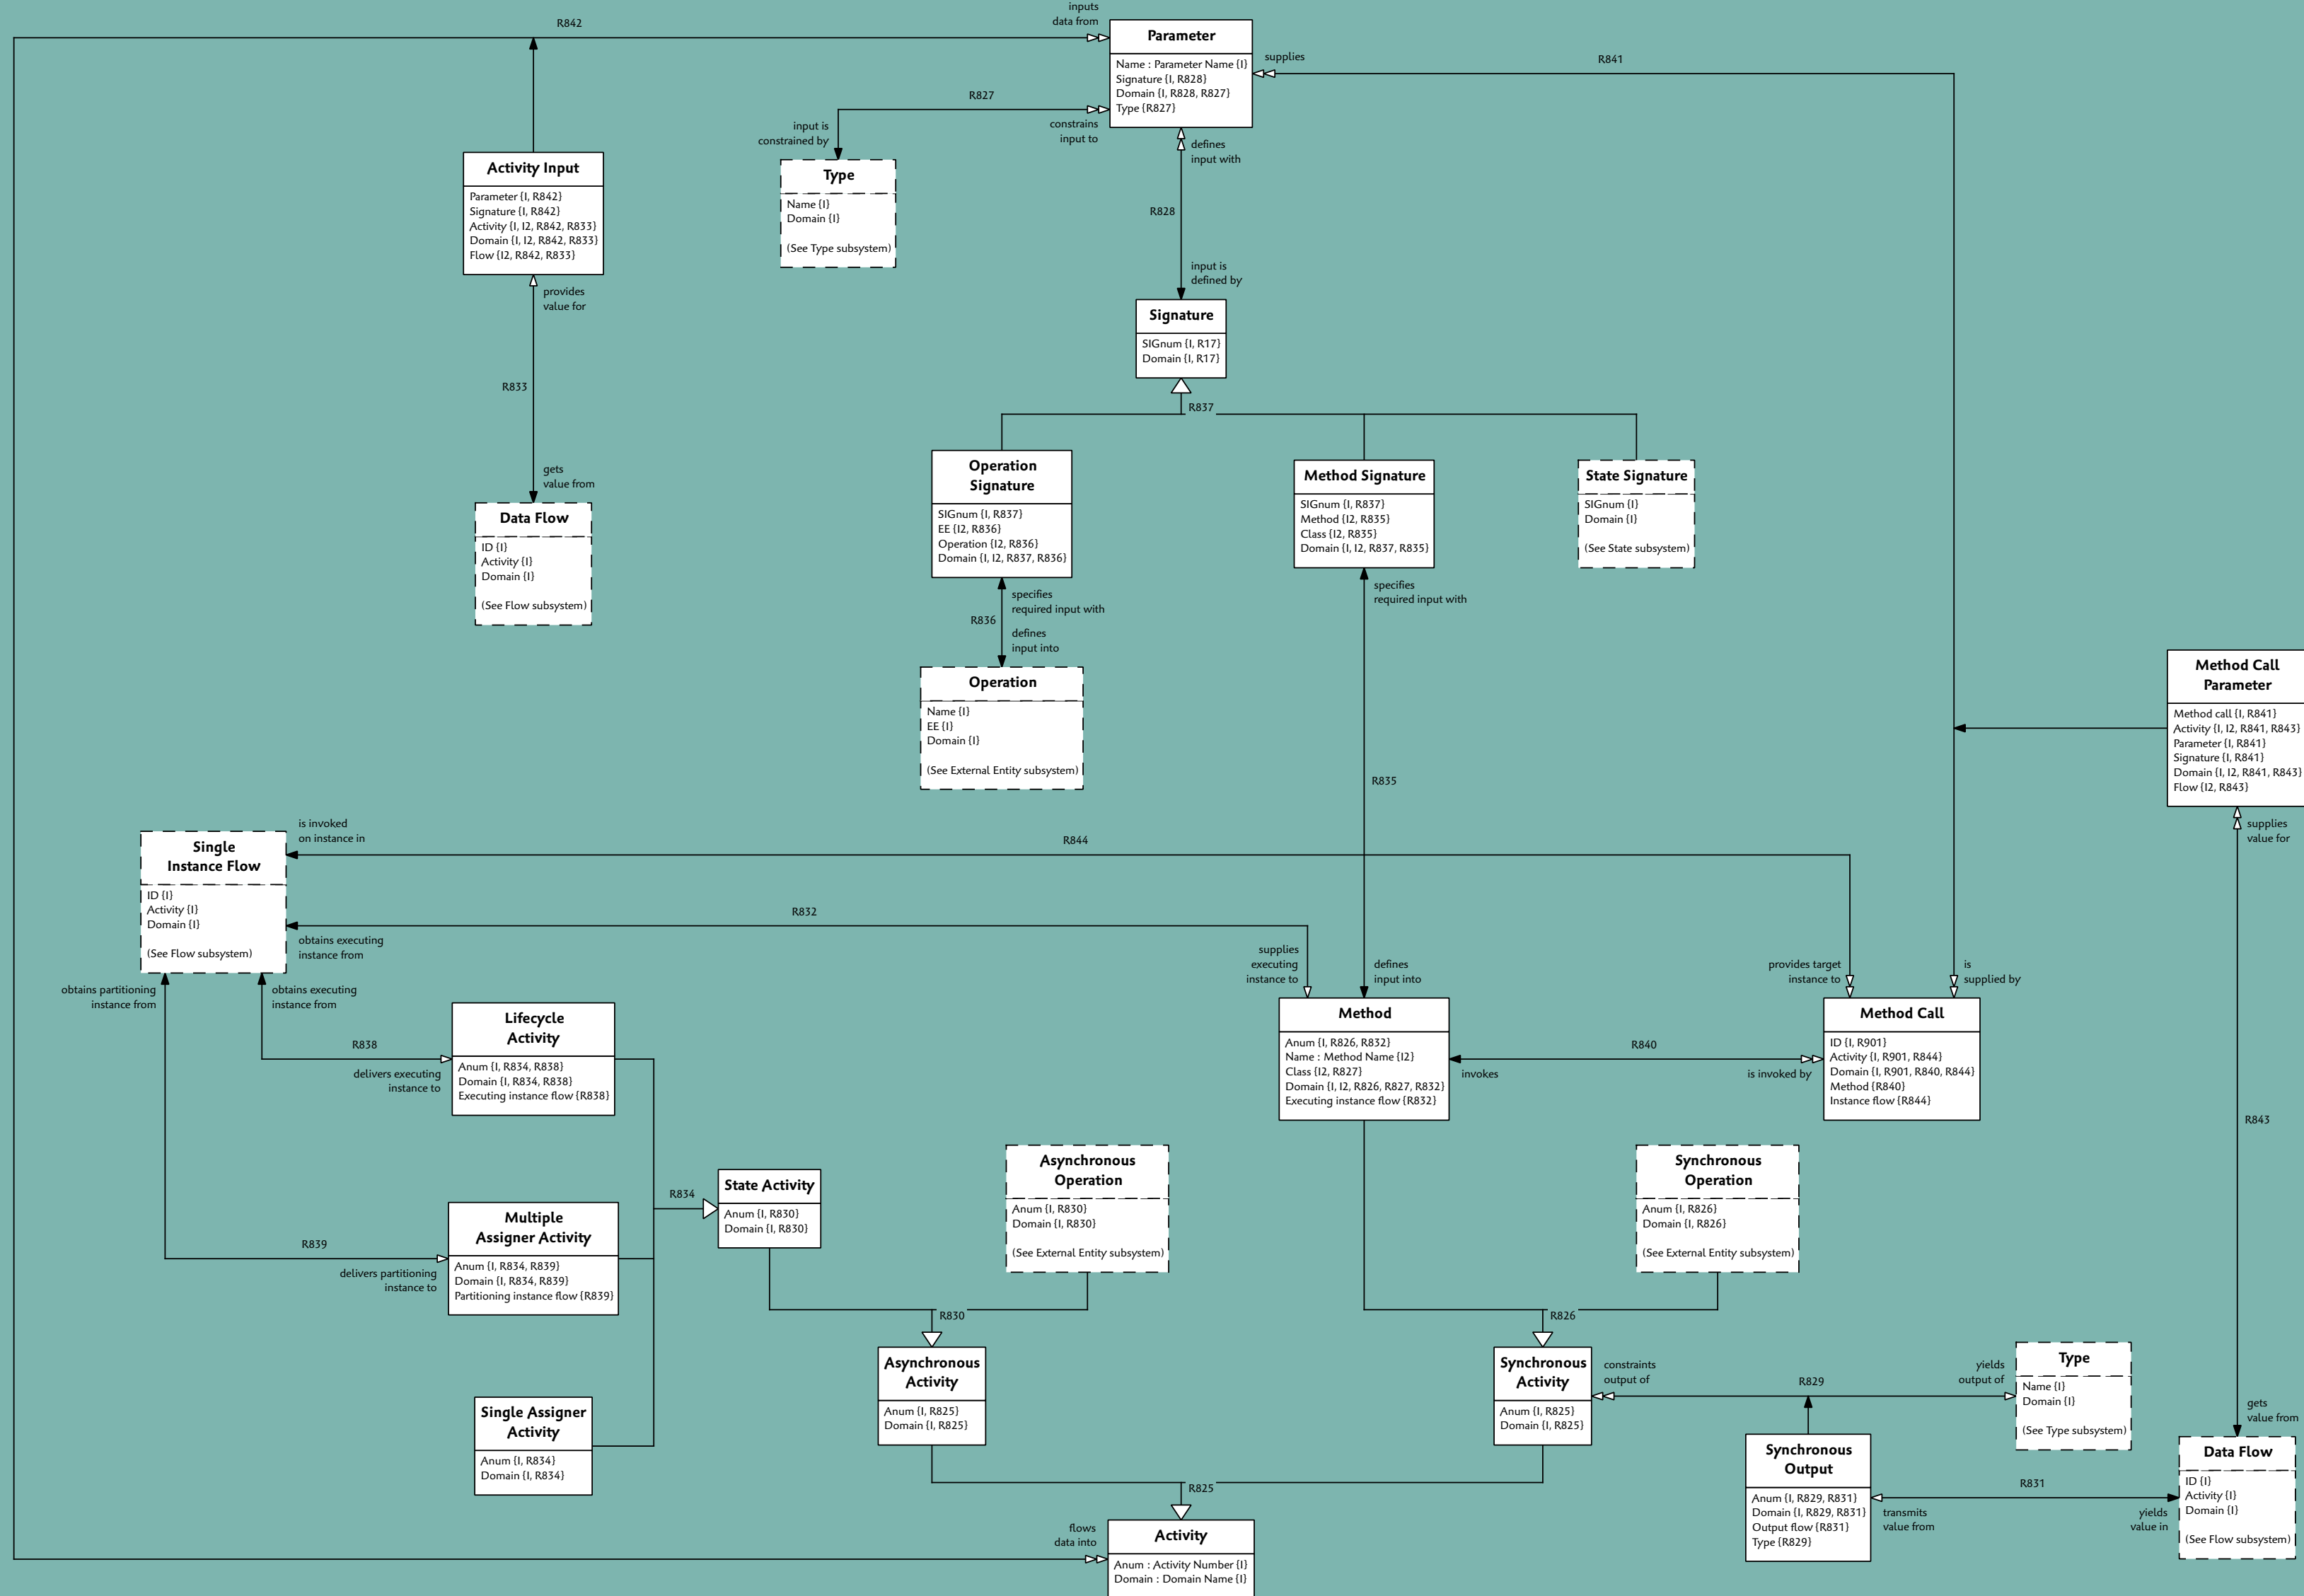 R842
inputs
data from
Parameter
Name : Parameter Name {I}
Signature {I, R828}
Domain {I, R828, R827}
Type {R827}
supplies
R841
R827
input is
constrained by
constrains
input to
defines
input with
Activity Input
Parameter {I, R842}
Signature {I, R842}
Activity {I, I2, R842, R833}
Domain {I, I2, R842, R833}
Flow {I2, R842, R833}
Type
Name {I}
Domain {I}
(See Type subsystem)
R828
input is
defined by
provides
value for
Signature
SIGnum {I, R17}
Domain {I, R17}
R833
R837
gets
value from
Data Flow
ID {I}
Activity {I}
Domain {I}
(See Flow subsystem)
Operation
Signature
SIGnum {I, R837}
EE {I2, R836}
Operation {I2, R836}
Domain {I, I2, R837, R836}
Method Signature
SIGnum {I, R837}
Method {I2, R835}
Class {I2, R835}
Domain {I, I2, R837, R835}
State Signature
SIGnum {I}
Domain {I}
(See State subsystem)
specifies
required input with
R836
defines
input into
specifies
required input with
Operation
Name {I}
EE {I}
Domain {I}
(See External Entity subsystem)
R835
Method Call
Parameter
Method call {I, R841}
Activity {I, I2, R841, R843}
Parameter {I, R841}
Signature {I, R841}
Domain {I, I2, R841, R843}
Flow {I2, R843}
supplies
value for
is invoked
on instance in
R844
Single
Instance Flow
ID {I}
Activity {I}
Domain {I}
(See Flow subsystem)
R832
obtains executing
instance from
supplies
executing
instance to
defines
input into
provides target
instance to
is
supplied by
obtains partitioning
instance from
obtains executing
instance from
R838
delivers executing
instance to
Lifecycle
Activity
Anum {I, R834, R838}
Domain {I, R834, R838}
Executing instance flow {R838}
Method
Anum {I, R826, R832}
Name : Method Name {I2}
Class {I2, R827}
Domain {I, I2, R826, R827, R832}
Executing instance flow {R832}
R840
invokes
is invoked by
Method Call
ID {I, R901}
Activity {I, R901, R844}
Domain {I, R901, R840, R844}
Method {R840}
Instance flow {R844}
R843
R839
delivers partitioning
instance to
Multiple
Assigner Activity
Anum {I, R834, R839}
Domain {I, R834, R839}
Partitioning instance flow {R839}
R834
State Activity
Anum {I, R830}
Domain {I, R830}
Asynchronous
Operation
Anum {I, R830}
Domain {I, R830}
(See External Entity subsystem)
Synchronous
Operation
Anum {I, R826}
Domain {I, R826}
(See External Entity subsystem)
R830
R826
Single Assigner
Activity
Anum {I, R834}
Domain {I, R834}
Asynchronous
Activity
Anum {I, R825}
Domain {I, R825}
Synchronous
Activity
Anum {I, R825}
Domain {I, R825}
constraints
output of
R829
yields
output of
Type
Name {I}
Domain {I}
(See Type subsystem)
gets
value from
R825
Synchronous
Output
Anum {I, R829, R831}
Domain {I, R829, R831}
Output flow {R831}
Type {R829}
R831
transmits
value from
yields
value in
Data Flow
ID {I}
Activity {I}
Domain {I}
(See Flow subsystem)
flows
data into
Activity
Anum : Activity Number {I}
Domain : Domain Name {I}